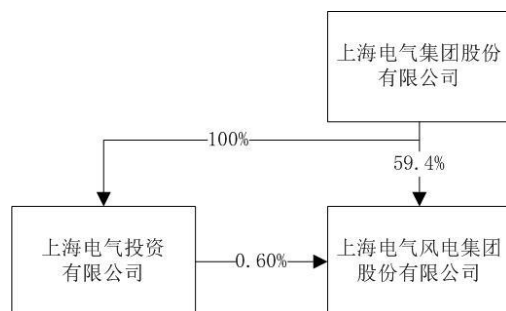 上海电气集团股份
有限公司
100%
59.4%
上海电气投资
有限公司
0.60%
上海电气风电集团
股份有限公司